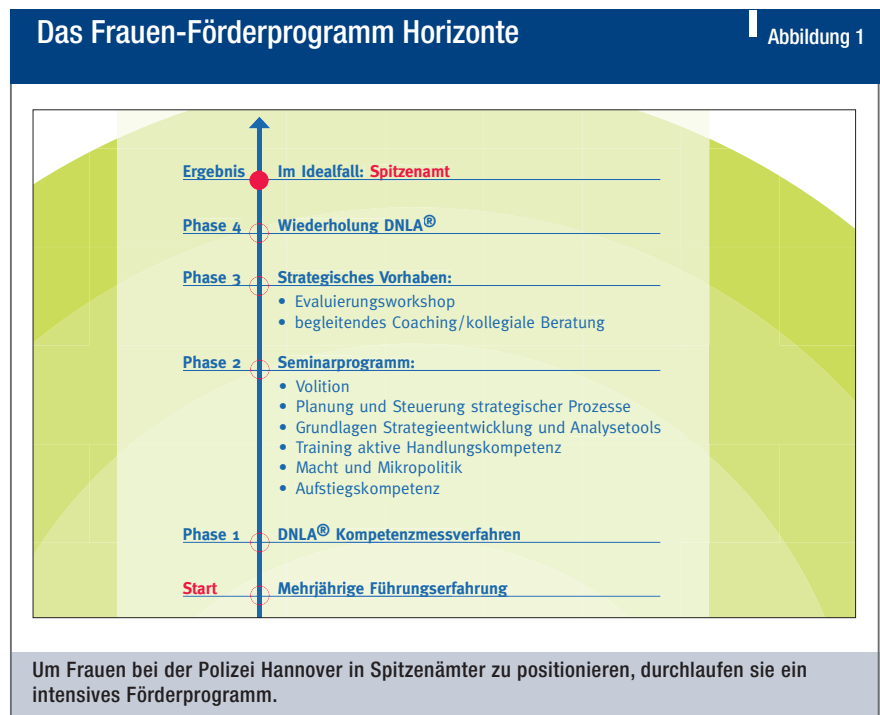 Das Frauen-Förderprogramm Horizonte
Abbildung 1
Ergebnis Im Idealfall: Spitzenamt
Phase 4 Wiederholung DNLA®
Phase 3 Strategisches Vorhaben:
• Evaluierungsworkshop
• begleitendes Coaching/kollegiale Beratung
Phase 2 Seminarprogramm:
• Volition
• Planung und Steuerung strategischer Prozesse
• Grundlagen Strategieentwicklung und Analysetools
• Training aktive Handlungskompetenz
• Macht und Mikropolitik
• Aufstiegskompetenz
Phase 1 DNLA® Kompetenzmessverfahren
Start Mehrjährige Führungserfahrung
Um Frauen bei der Polizei Hannover in Spitzenämter zu positionieren, durchlaufen sie ein
intensives Förderprogramm.